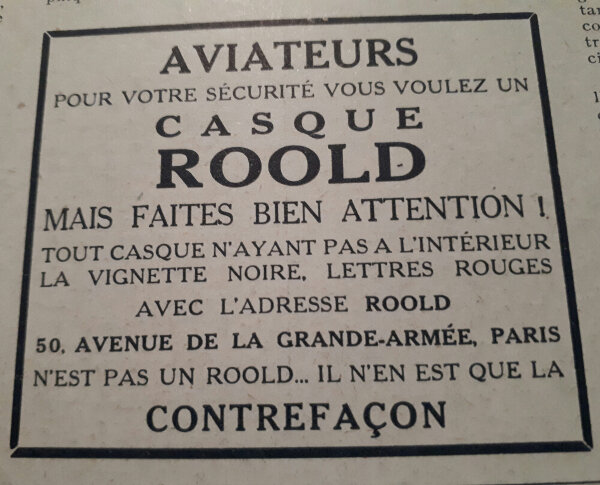 AVIATEURS
POUR VOTRE SÉCURITÉ VOUS VOULEZ UN
CASQUE
ROOLD
MAIS FAITES BIEN ATTENTION !
TOUT CASQUE N'AYANT PAS A L'INTÉRIEUR
LA VIGNETTE NOIRE, LETTRES ROUGES
AVEC L'ADRESSE ROOLD
50, AVENUE DE LA GRANDE-ARMÉE, PARIS
N'EST PAS UN ROOLD... IL N'EN EST QUE LA
CONTREFAÇON